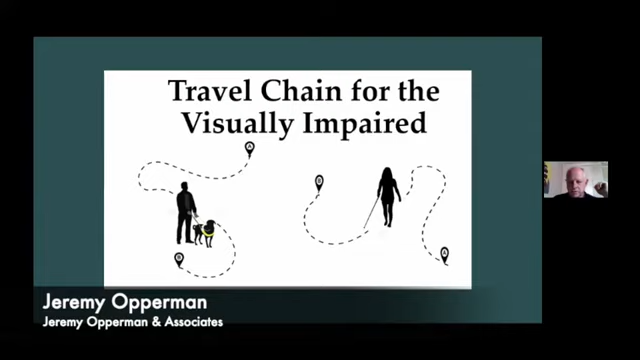 Travel Chain for the
Visually Impaired
A
B
B
A
Jeremy Opperman
Jeremy Opperman & Associates